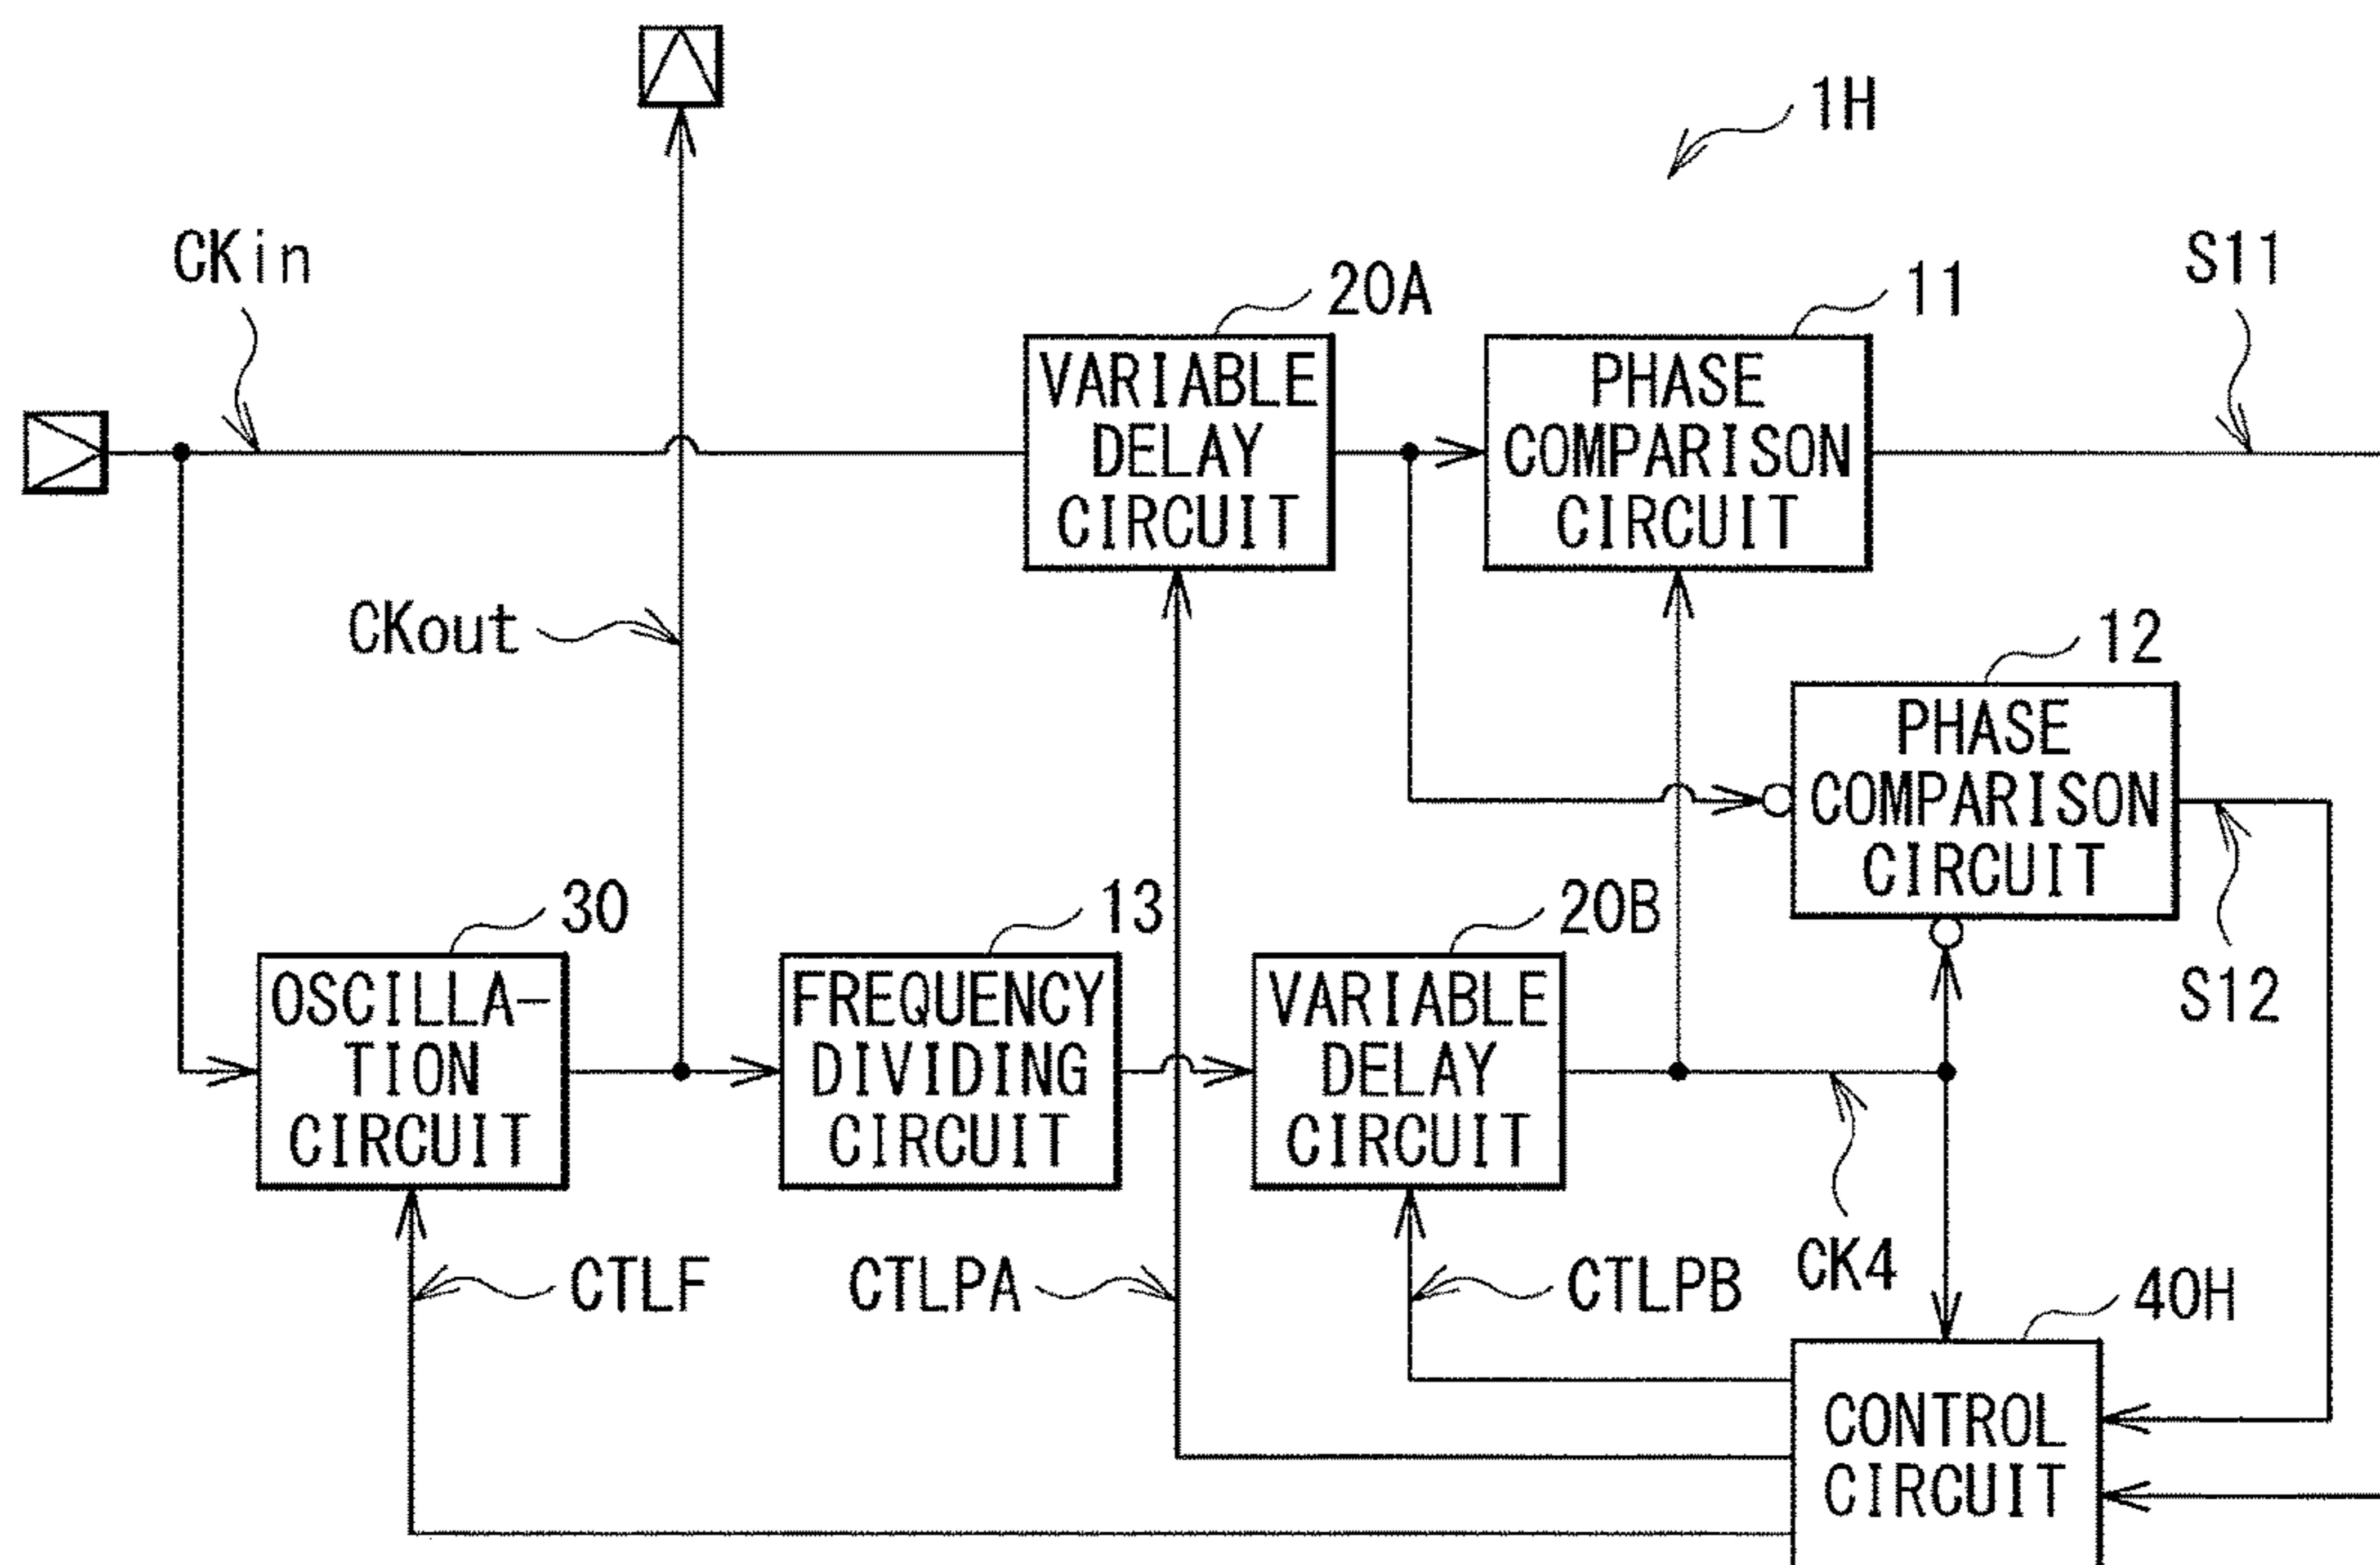 1H
CKin
20A
11
S11
VARIABLE
DELAY
CIRCUIT
PHASE
COMPARISON
CIRCUIT
CKout
12
PHASE
COMPARISON
CIRCUIT
30
13
20B
S12
OSCILLA-
TION
CIRCUIT
FREQUENCY
DIVIDING
CIRCUIT
VARIABLE
DELAY
CIRCUIT
CTLF
CTLPA
CTLPB
CK4
40H
CONTROL
CIRCUIT